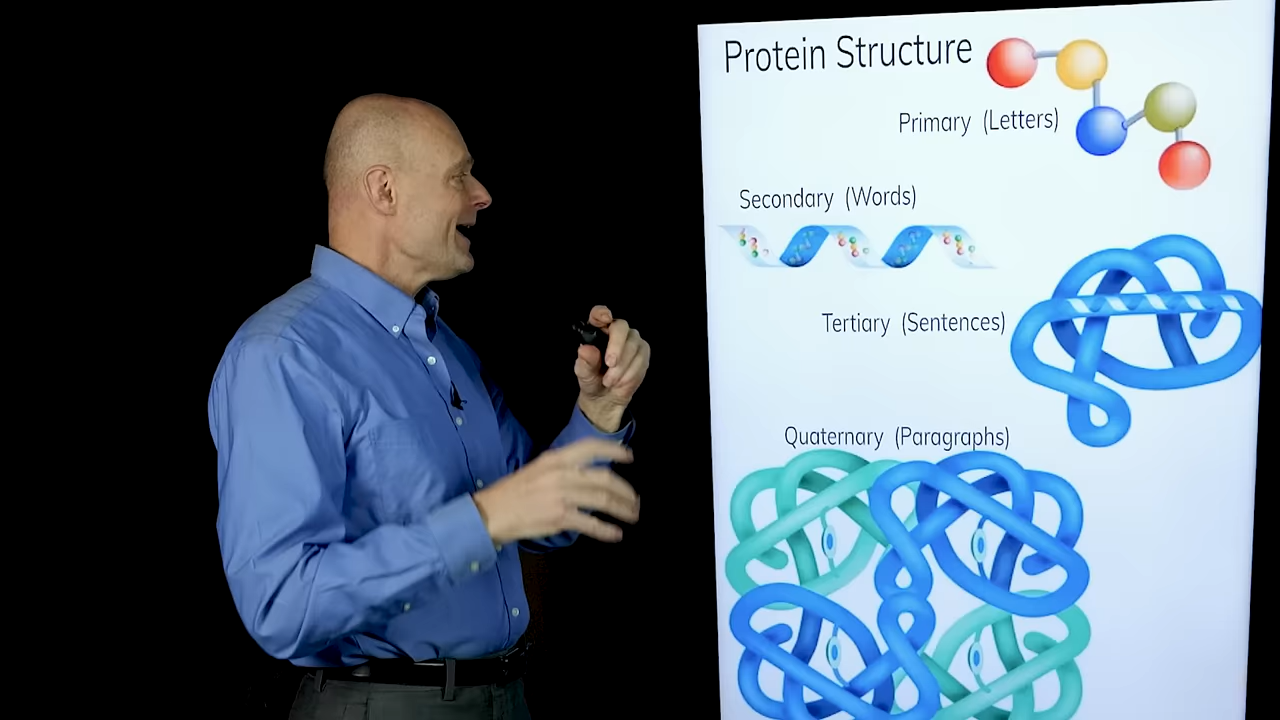 Protein Structure
Primary (Letters)
Secondary (Words)
Tertiary (Sentences)
Quaternary (Paragraphs)